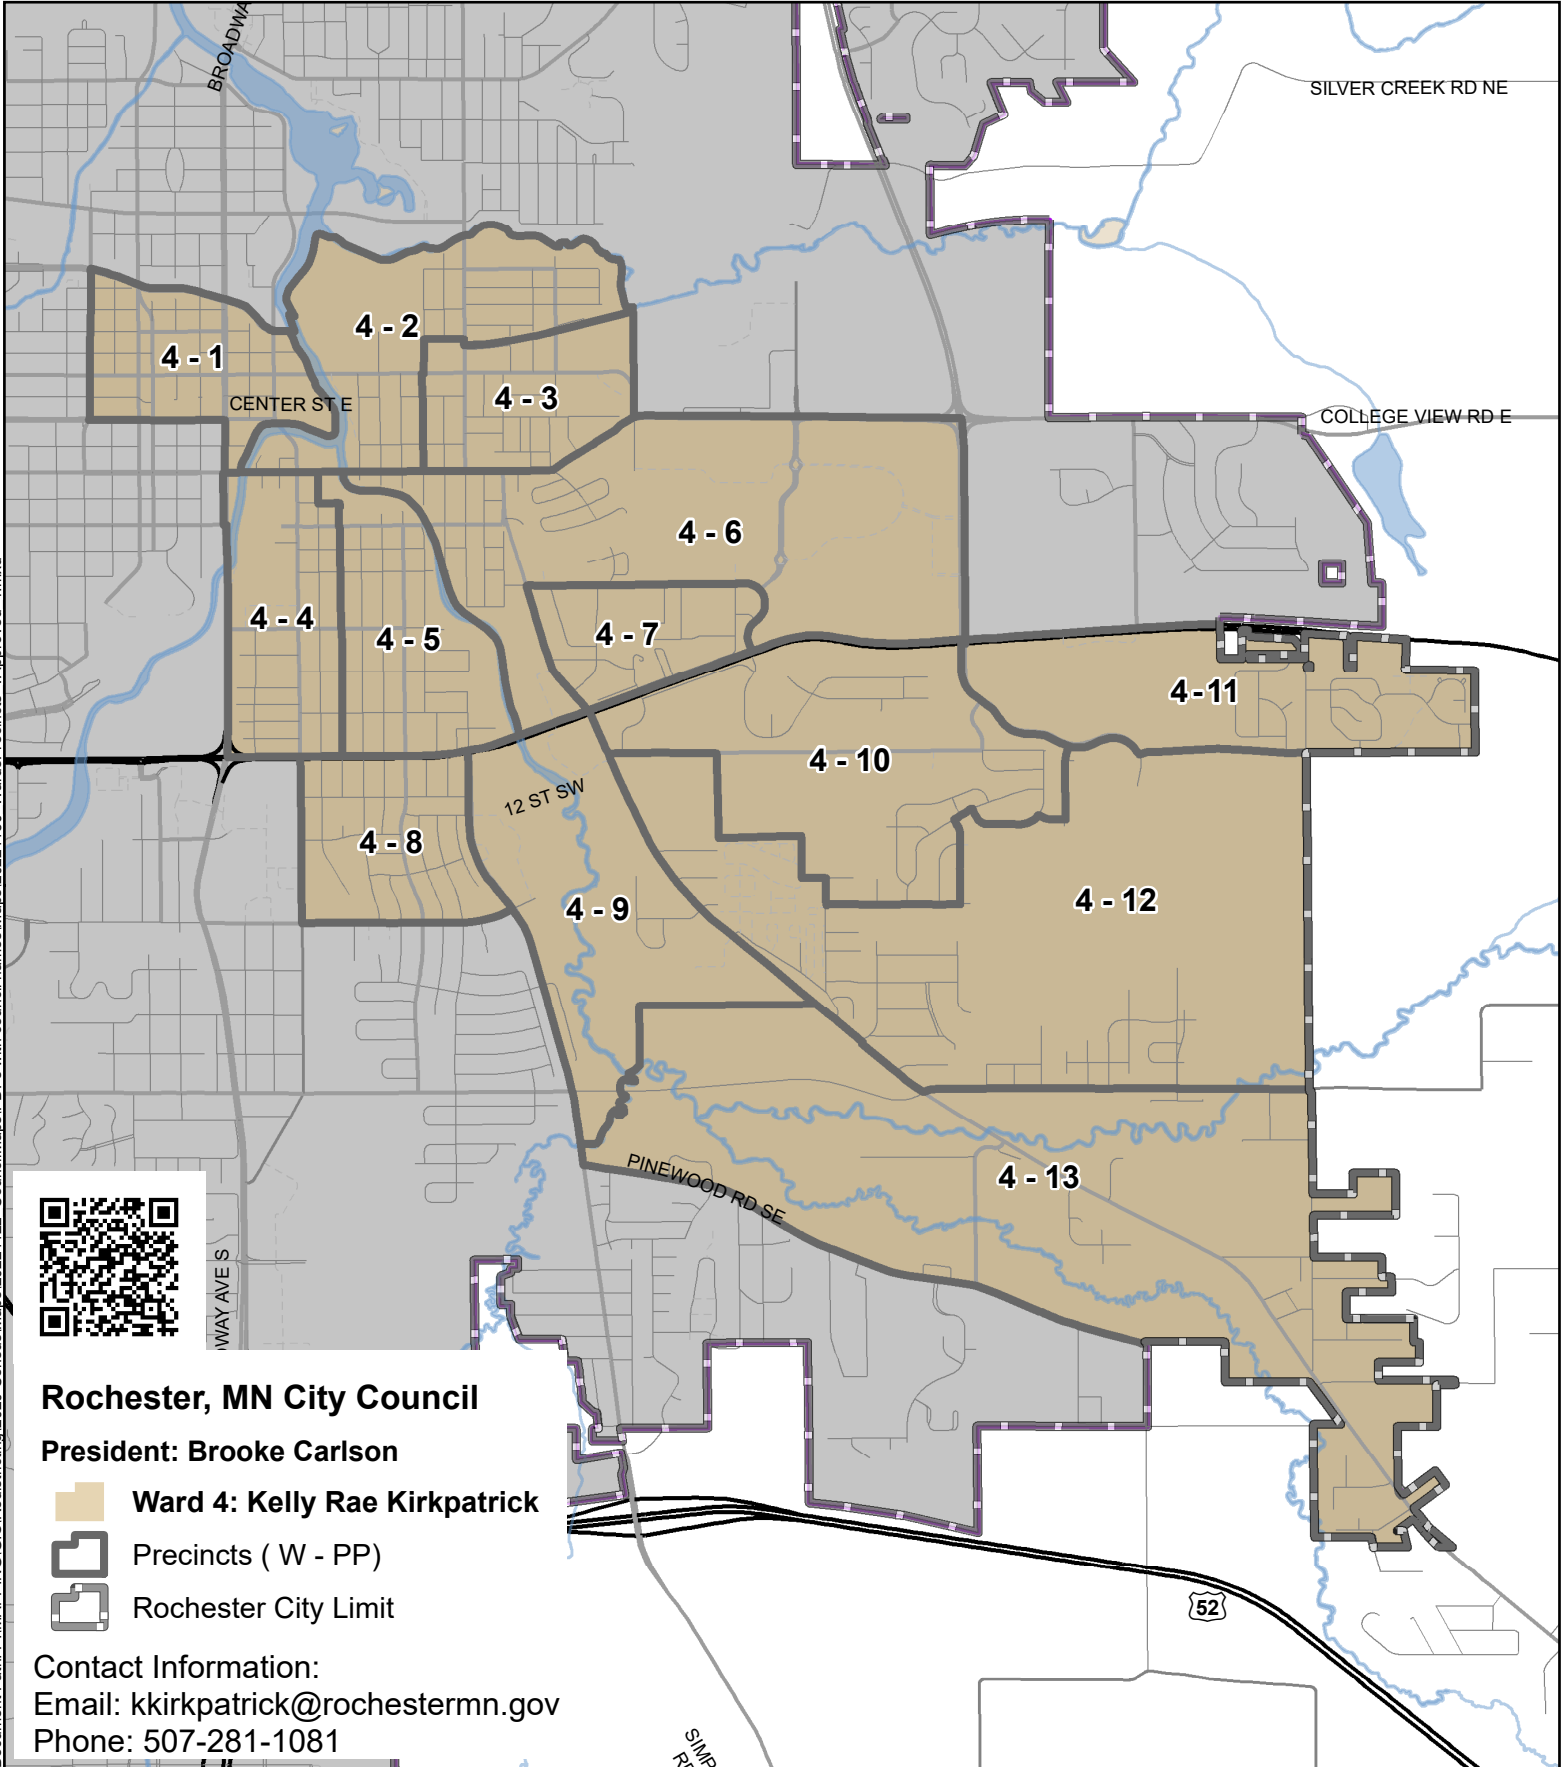 SILVER CREEK RD NE
4 - 2
4 - 1
4 - 3
CENTER ST E
COLLEGE VIEW RD E
4 - 6
4 - 4
4 - 5
4 - 7
4 -11
4 - 10
12 ST SW
4 - 8
4 - 9
4 - 12
4 - 13
PINEWOOD RD SE
Rochester, MN City Council
President: Brooke Carlson
Ward 4: Kelly Rae Kirkpatrick
Precincts ( W - PP)
Rochester City Limit
52
Contact Information:
Email: kkirkpatrick@rochestermn.gov
Phone: 507-281-1081